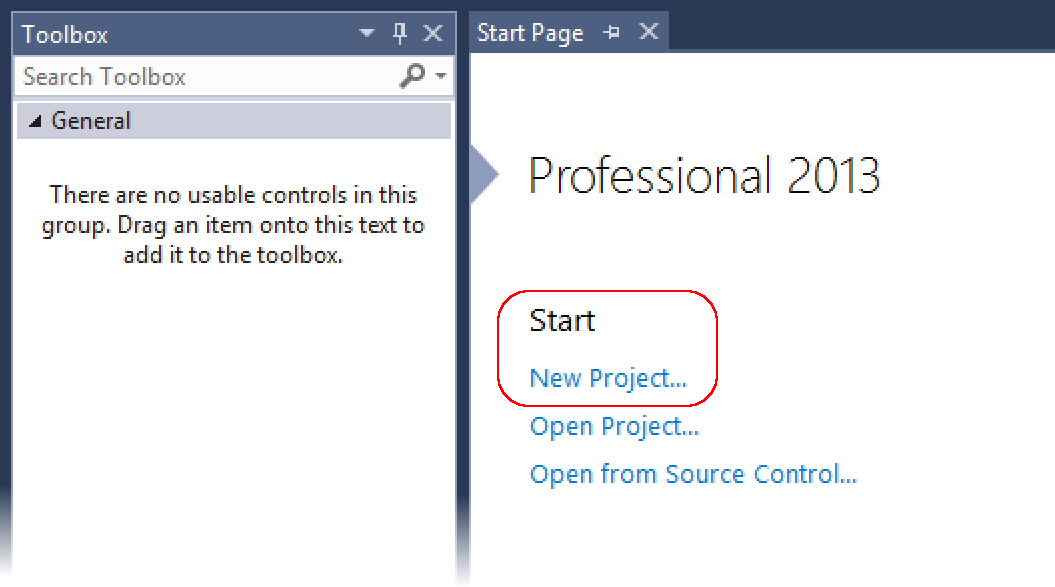 Toolbox
Search Toolbox
General
There are no usable controls in this
group. Drag an item onto this text to
add it to the toolbox.
Start Page
Professional 2013
Start
New Project...
Open Project...
Open from Source Control...